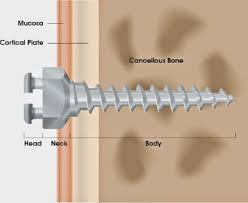 Mucosa
Cortical Plate
Cancellous Bone
Head
Neck
Body